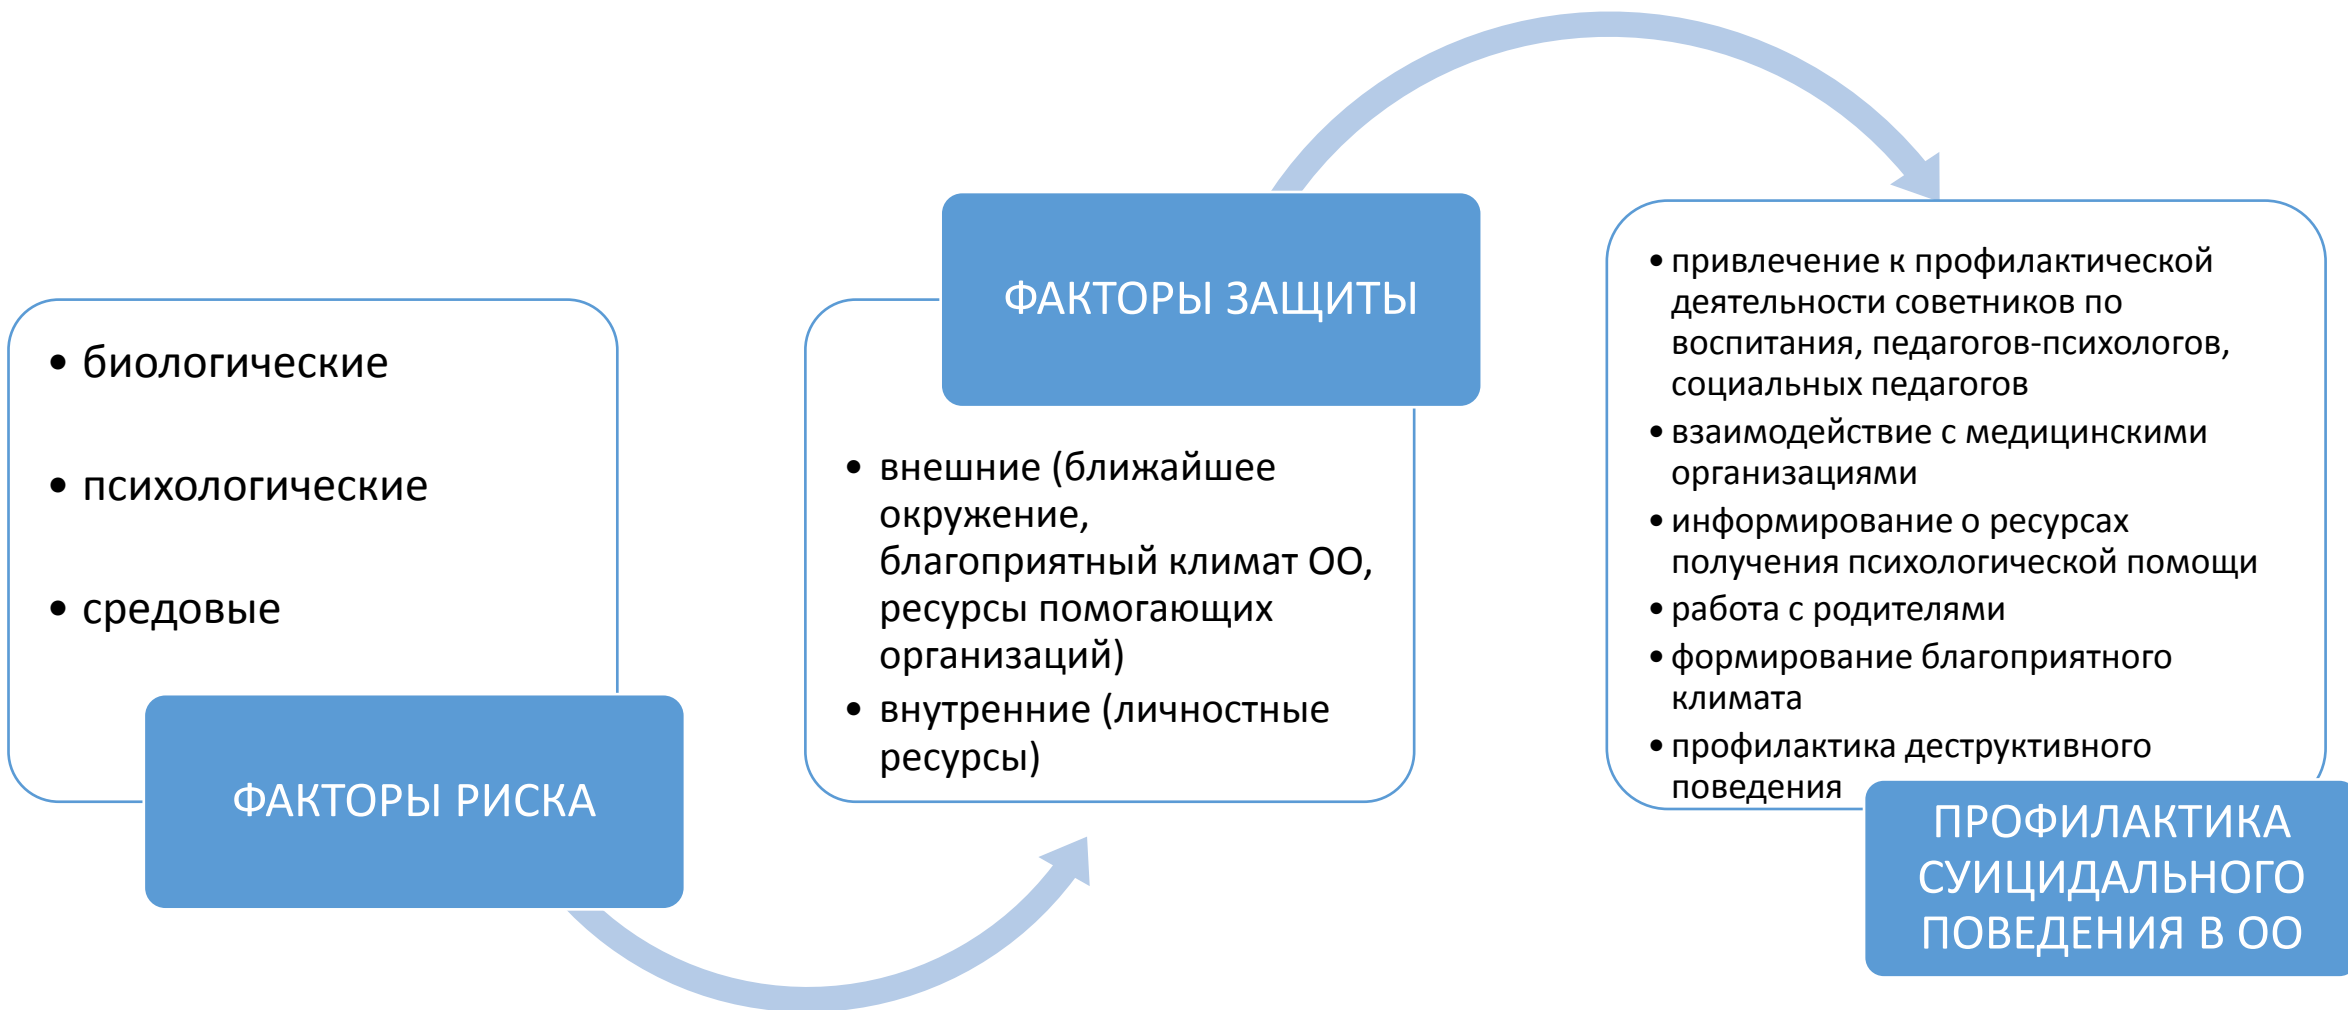 • биологические
• психологические
• средовые
ФАКТОРЫ РИСКА
ФАКТОРЫ ЗАЩИТЫ
• внешние (ближайшее
окружение,
благоприятный климат ОО,
ресурсы помогающих
организаций)
• внутренние (личностные
ресурсы)
• привлечение к профилактической
деятельности советников по
воспитания, педагогов-психологов,
социальных педагогов
• взаимодействие с медицинскими
организациями
• информирование о ресурсах
получения психологической помощи
• работа с родителями
• формирование благоприятного
климата
• профилактика деструктивного
поведения
ПРОФИЛАКТИКА
СУИЦИДАЛЬНОГО
ПОВЕДЕНИЯ В ОО